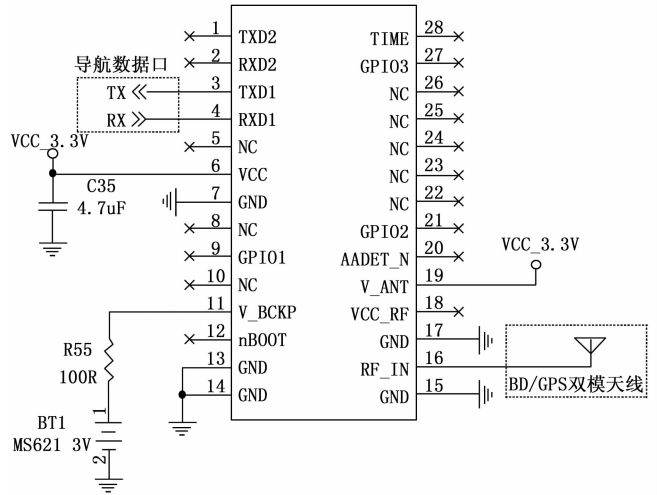 1 TXD2
2 RXD2
导航数据口
TX 3 TXD1
RX 4 RXD1
VCC_3.3V
5 NC
6 VCC
C35
4.7uF
7 GND
8 NC
9 GPIO1
10 NC
11 V_BCKP
12 nBOOT
R55
100R
13 GND
14 GND
1
BT1
MS621 3V
2
TIME 28
GPIO3 27
NC 26
NC 25
NC 24
NC 23
NC 22
GPIO2 21
AADET_N 20
VCC_3.3V
V_ANT 19
VCC_RF 18
GND 17
RF_IN 16
BD/GPS双模天线
GND 15